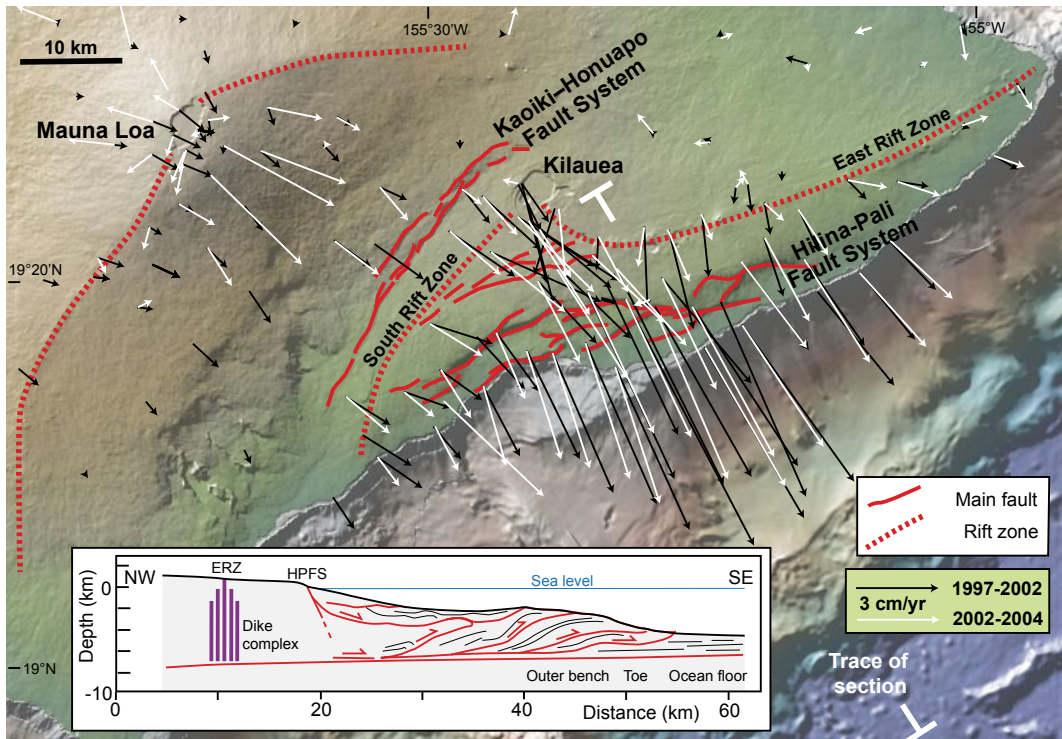 155°30'W
155°W
10 km
Mauna Loa
Kaoiki–Honuapo
Fault System
Kilauea
East Rift Zone
Hilina-Pali
Fault System
19°20'N
South Rift Zone
Main fault
Rift zone
1997-2002
3 cm/yr
2002-2004
Trace of
section
19°N
NW
ERZ
HPFS
Sea level
SE
0
Dike
complex
Depth (km)
-10
Outer bench
Toe
Ocean floor
0
20
40
60
Distance (km)